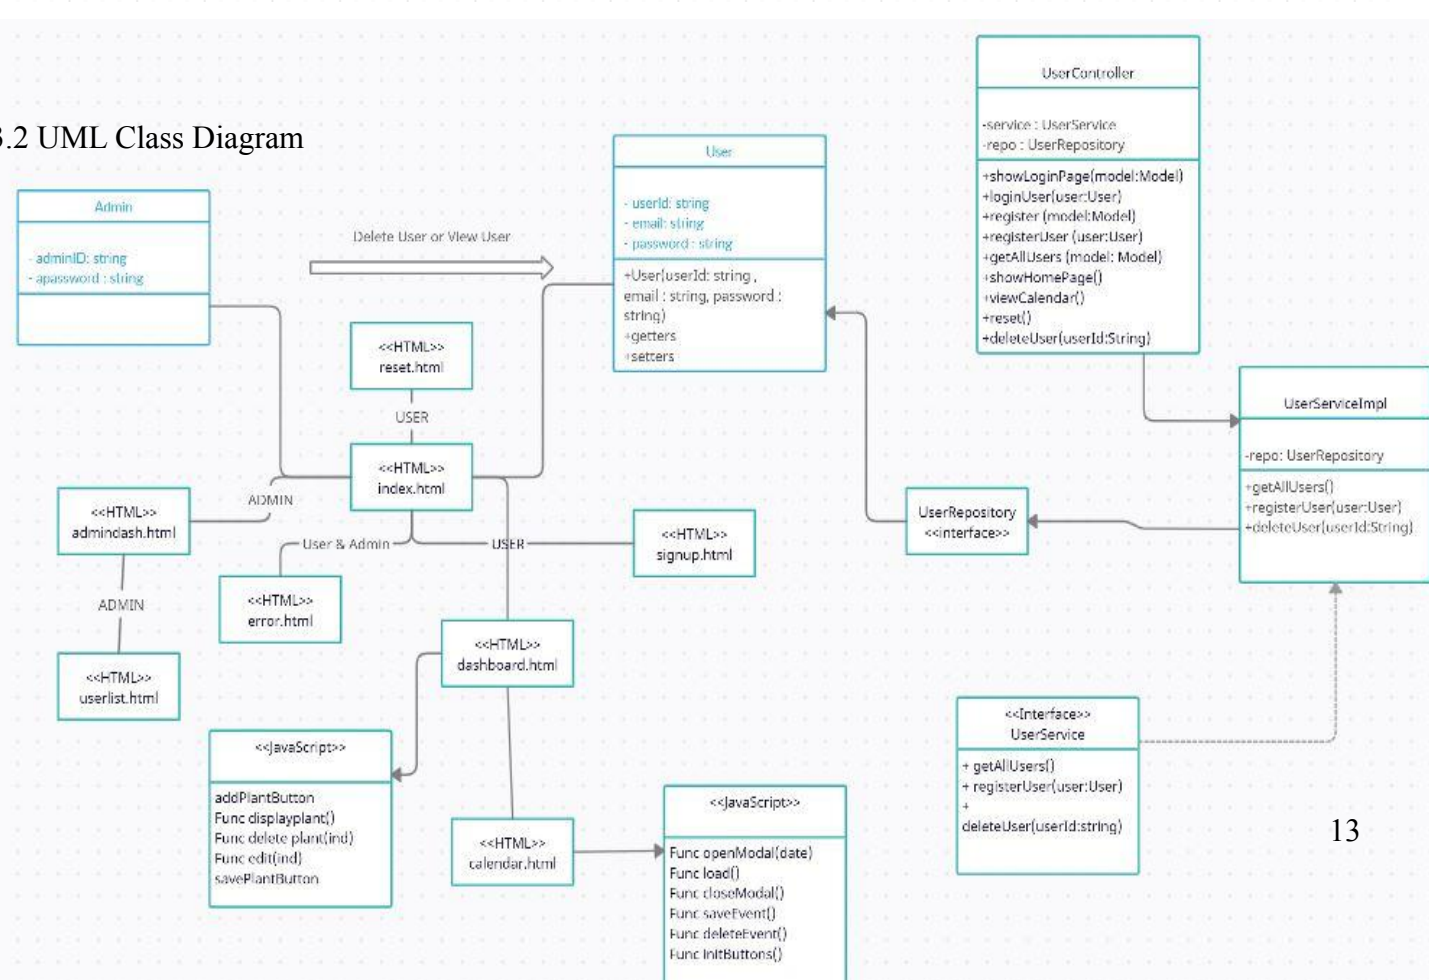 3.2 UML Class Diagram
Admin
- adminID: string
- apassword : string
Delete User or View User
User
- userId: string
- email: string
- password : string
+User(userId: string ,
email : string, password :
string)
+getters
+setters
UserController
-service : UserService
-repo : UserRepository
+showLoginPage(model:Model)
+loginUser(user:User)
+register (model:Model)
+registerUser (user:User)
+getAllUsers (model: Model)
+showHomePage()
+viewCalendar()
+reset()
+deleteUser(userId:String)
UserServiceImpl
-repo: UserRepository
+getAllUsers()
+registerUser(user:User)
+deleteUser(userId:String)
UserRepository
<<interface>>
<<Interface>>
UserService
+ getAllUsers()
+ registerUser(user:User)
+
deleteUser(userId:string)
<<HTML>>
reset.html
USER
<<HTML>>
index.html
ADMIN
<<HTML>>
admindash.html
ADMIN
<<HTML>>
userlist.html
User & Admin
<<HTML>>
error.html
USER
<<HTML>>
signup.html
<<HTML>>
dashboard.html
<<JavaScript>>
addPlantButton
Func displayplant()
Func delete plant(ind)
Func edit(ind)
savePlantButton
<<HTML>>
calendar.html
<<JavaScript>>
Func openModal(date)
Func load()
Func closeModal()
Func saveEvent()
Func deleteEvent()
Func initButtons()
13